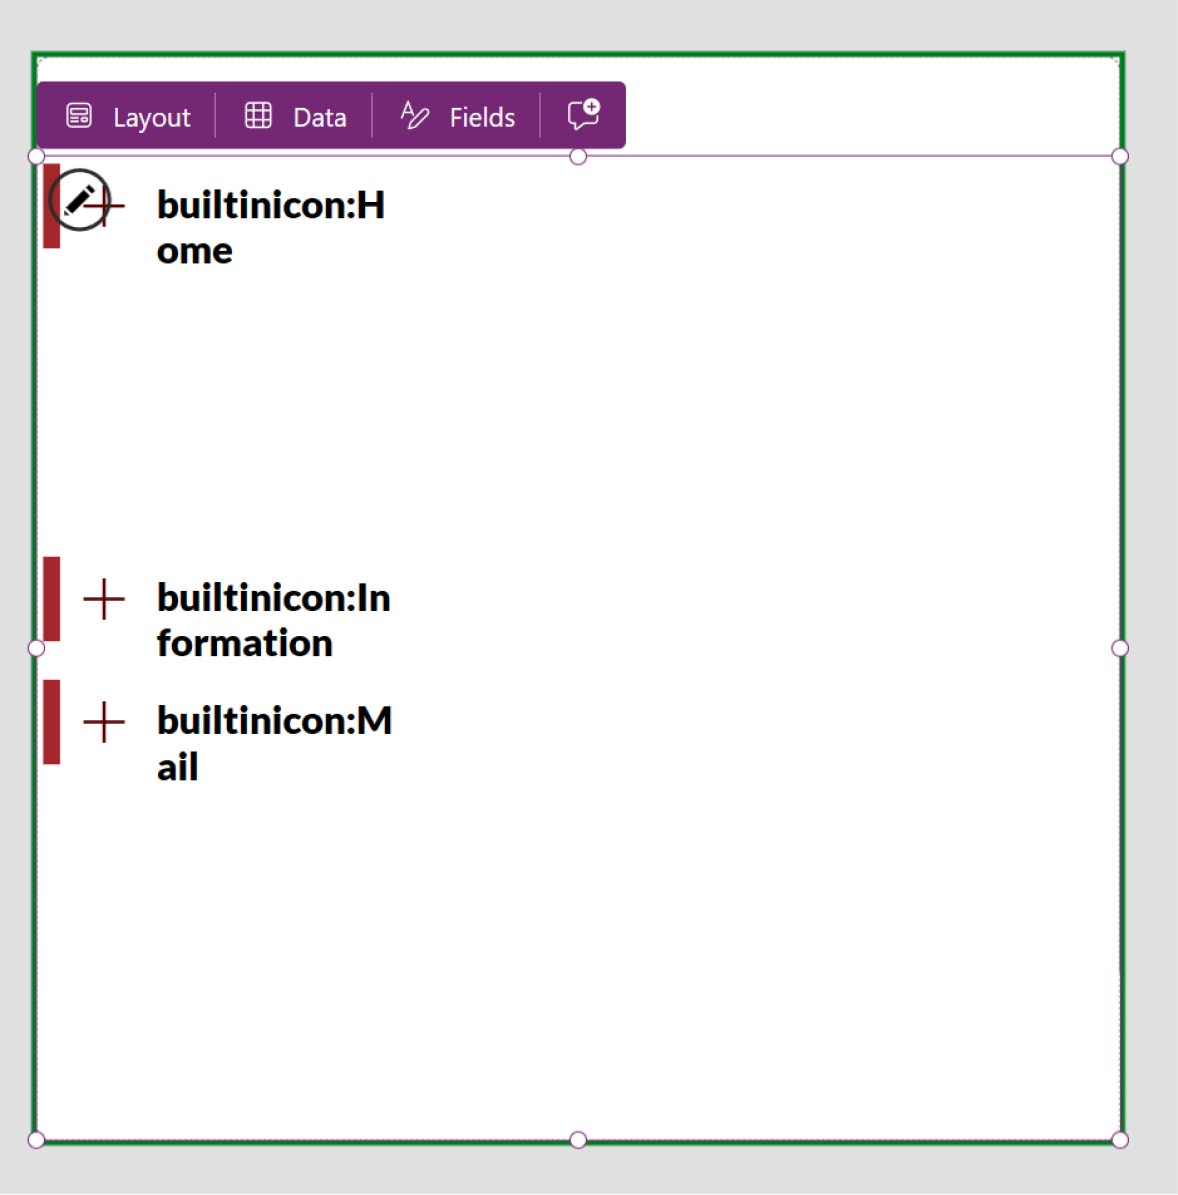 Layout Data Fields
builtinicon:H
ome
builtinicon:In
formation
builtinicon:M
ail